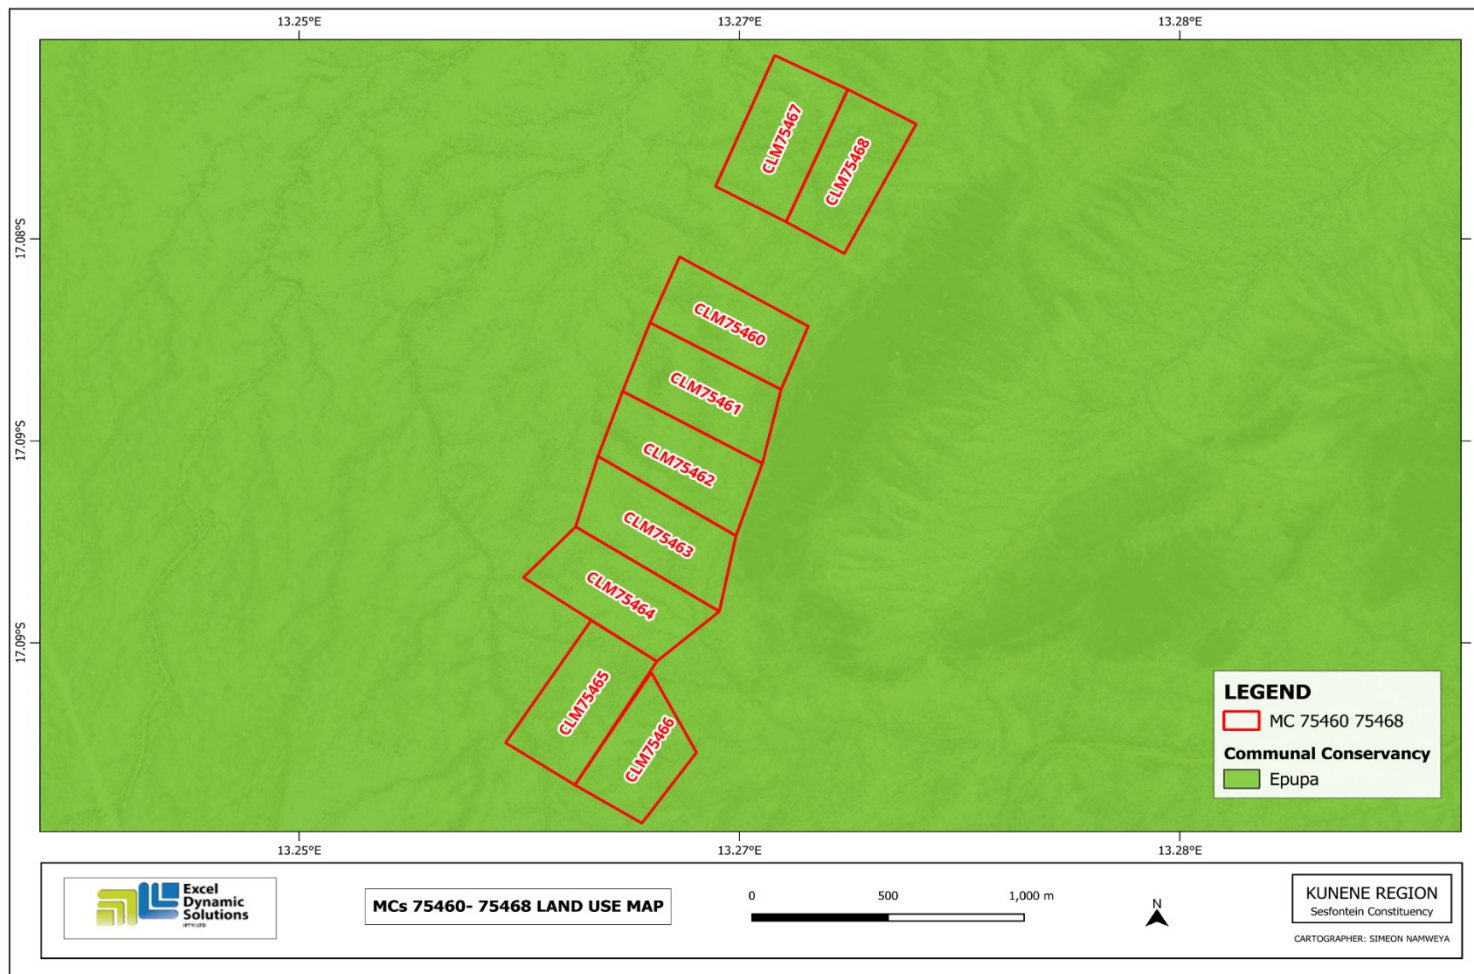 13.25°E
13.27°E
13.28°E
CLM75467
CLM75468
17.08°S
CLM75460
CLM75461
17.09°S
CLM75462
CLM75463
CLM75464
17.09°S
CLM75465
CLM75466
LEGEND
MC 75460 75468
Communal Conservancy
Epupa
13.25°E
13.27°E
13.28°E
Excel
Dynamic
Solutions
(PTY) LTD
MCs 75460- 75468 LAND USE MAP
0
500
1,000 m
N
KUNENE REGION
Sesfontein Constituency
CARTOGRAPHER: SIMEON NAMWEYA